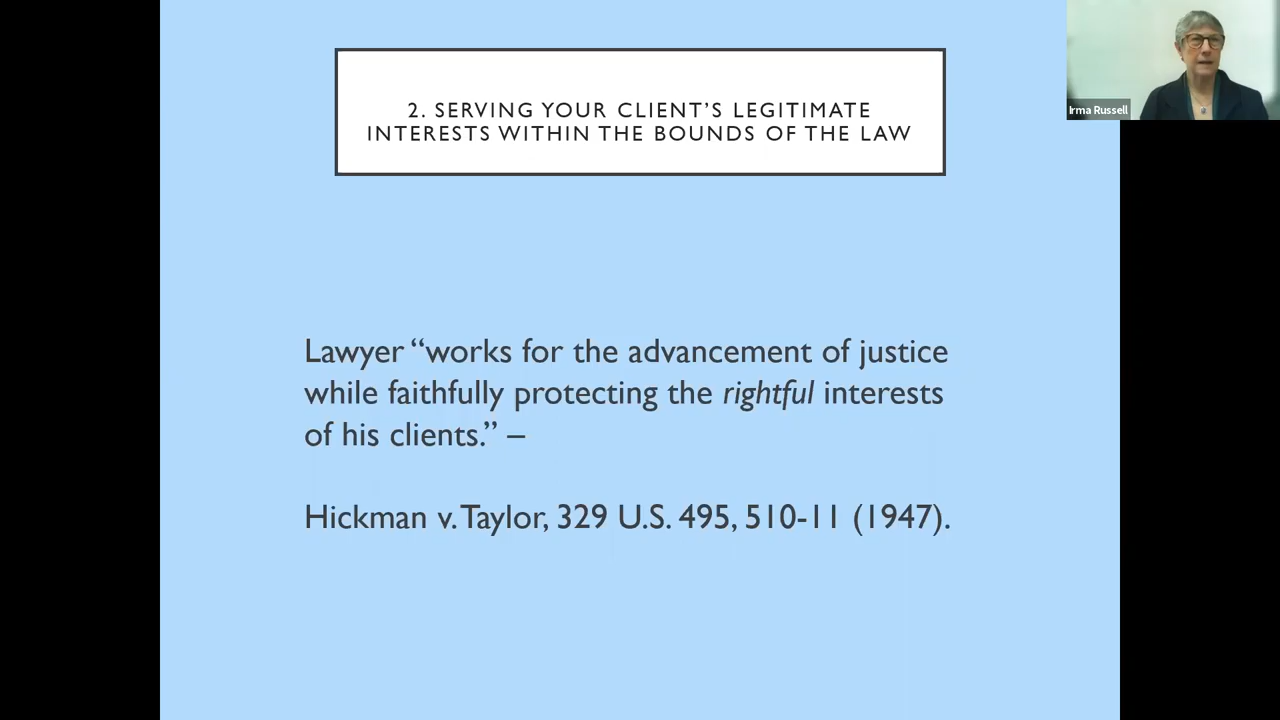 2. SERVING YOUR CLIENT’S LEGITIMATE
INTERESTS WITHIN THE BOUNDS OF THE LAW
Irma Russell
Lawyer “works for the advancement of justice
while faithfully protecting the rightful interests
of his clients.” –
Hickman v. Taylor, 329 U.S. 495, 510-11 (1947).